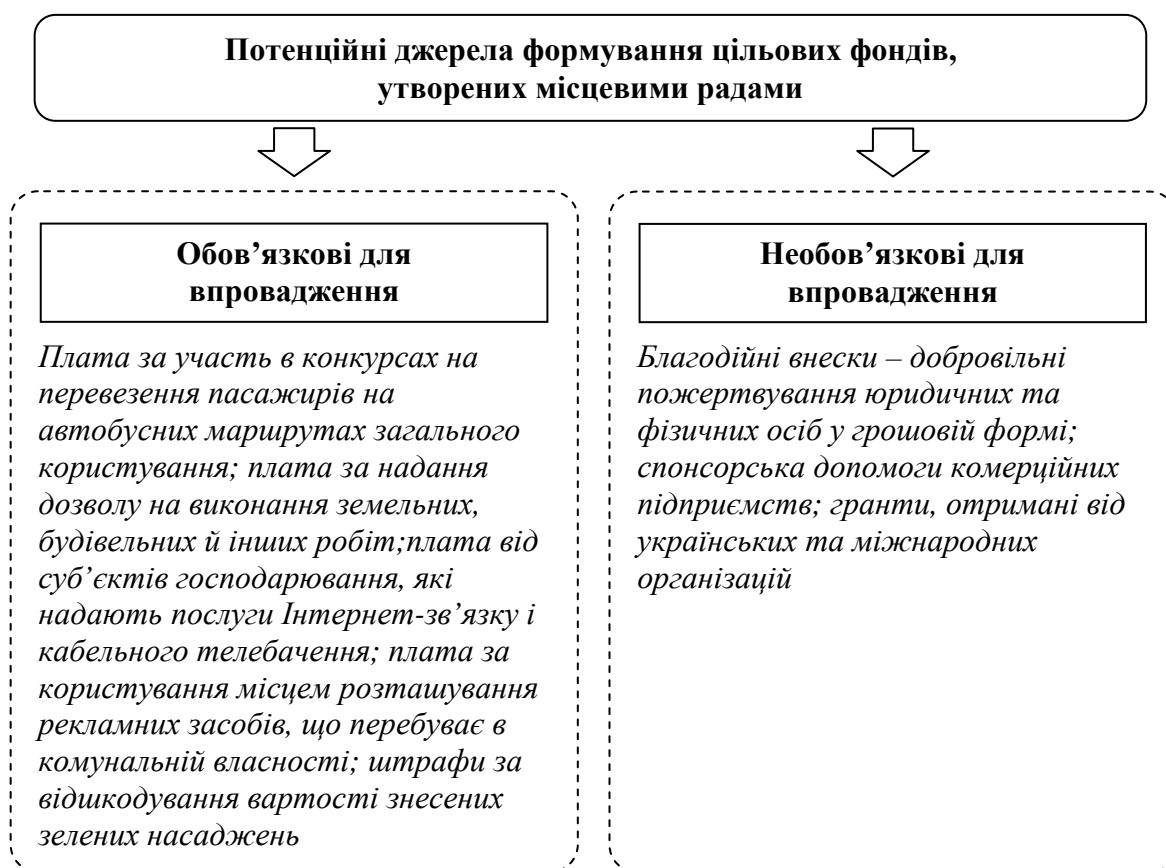 Потенційні джерела формування цільових фондів,
утворених місцевими радами
Обов’язкові для
впровадження
Плата за участь в конкурсах на
перевезення пасажирів на
автобусних маршрутах загального
користування; плата за надання
дозволу на виконання земельних,
будівельних й інших робіт;плата від
суб’єктів господарювання, які
надають послуги Інтернет-зв’язку і
кабельного телебачення; плата за
користування місцем розташування
рекламних засобів, що перебуває в
комунальній власності; штрафи за
відшкодування вартості знесених
зелених насаджень
Необов’язкові для
впровадження
Благодійні внески – добровільні
пожертвування юридичних та
фізичних осіб у грошовій формі;
спонсорська допомоги комерційних
підприємств; гранти, отримані від
українських та міжнародних
організацій